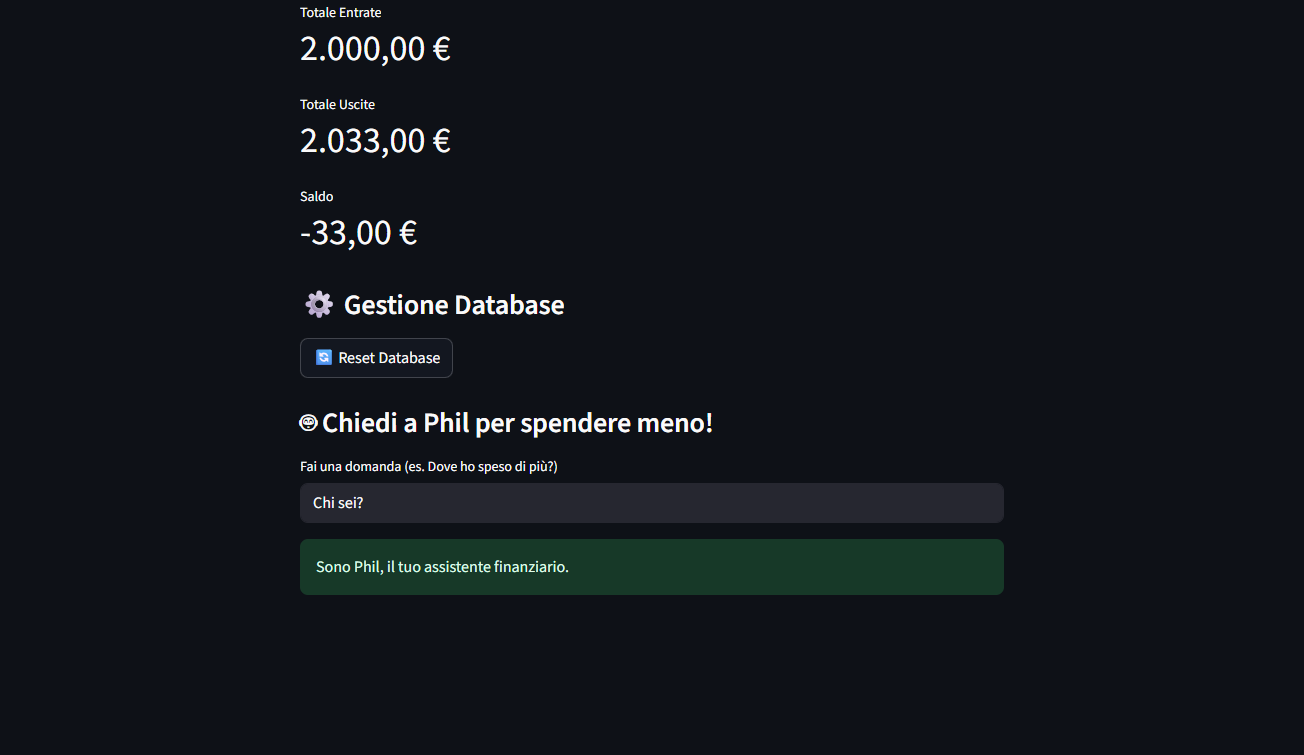 Totale Entrate
2.000,00 €
Totale Uscite
2.033,00 €
Saldo
-33,00 €
Gestione Database
Reset Database
Chiedi a Phil per spendere meno!
Fai una domanda (es. Dove ho speso di più?)
Chi sei?
Sono Phil, il tuo assistente finanziario.